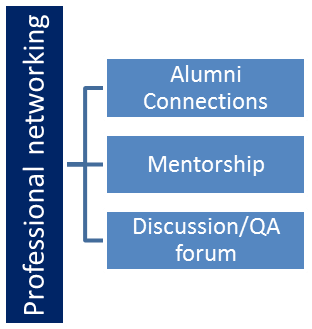 Professional networking
Alumni
Connections
Mentorship
Discussion/QA
forum